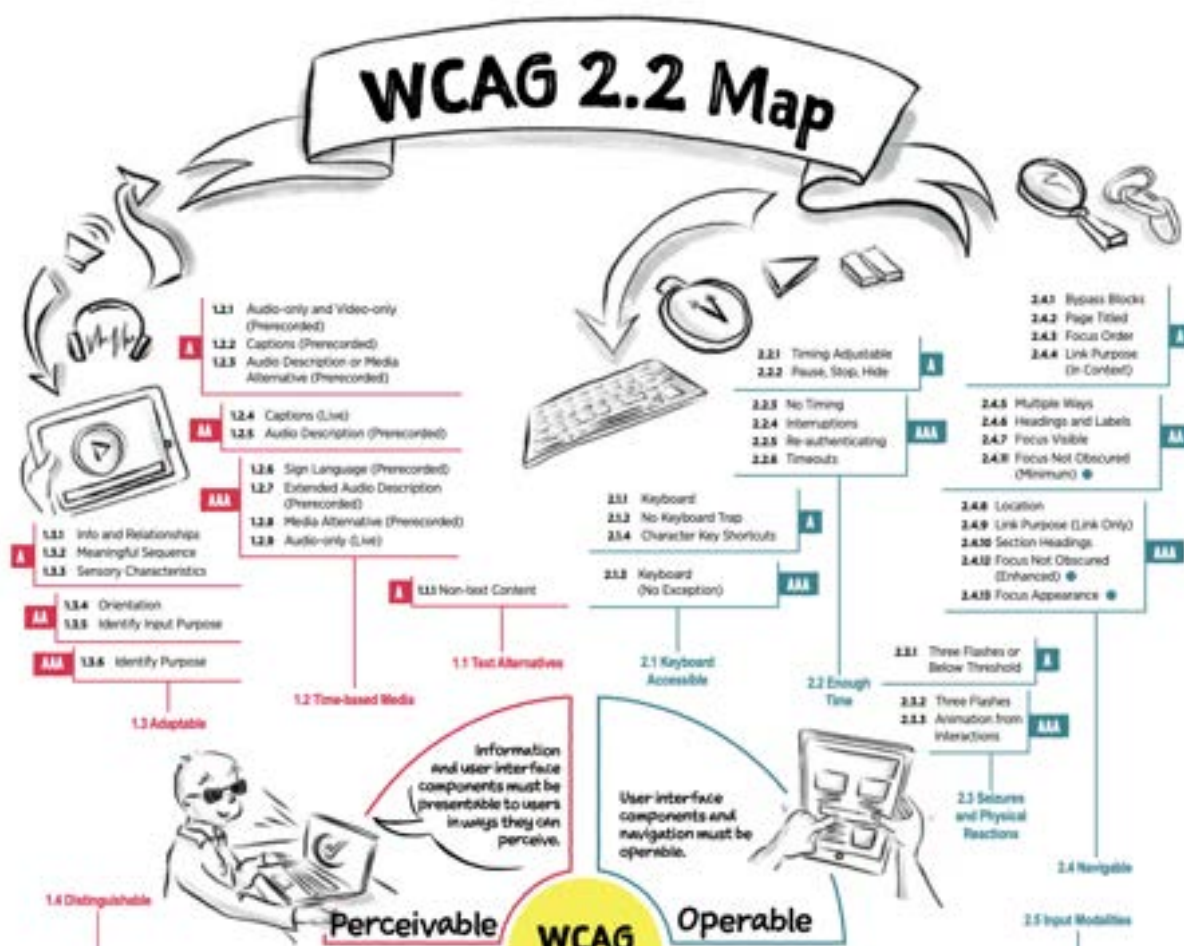 WCAG 2.2 Map
1.2.1 Audio-only and Video-only
(Prerecorded)
A
1.2.2 Captions (Prerecorded)
1.2.3 Audio Description or Media
Alternative (Prerecorded)
AA
1.2.4 Captions (Live)
1.2.5 Audio Description (Prerecorded)
AAA
1.2.6 Sign Language (Prerecorded)
1.2.7 Extended Audio Description
(Prerecorded)
1.2.8 Media Alternative (Prerecorded)
1.2.9 Audio-only (Live)
1.2 Time-based Media
A
1.3.1 Info and Relationships
1.3.2 Meaningful Sequence
1.3.3 Sensory Characteristics
AA
1.3.4 Orientation
1.3.5 Identify Input Purpose
AAA
1.3.6 Identify Purpose
1.3 Adaptable
A
1.1.1 Non-text Content
1.1 Text Alternatives
2.1.1 Keyboard
2.1.2 No Keyboard Trap
2.1.4 Character Key Shortcuts
A
2.1.3 Keyboard
(No Exception)
AAA
2.1 Keyboard
Accessible
2.2.1 Timing Adjustable
2.2.2 Pause, Stop, Hide
A
2.2.3 No Timing
2.2.4 Interruptions
2.2.5 Re-authenticating
2.2.6 Timeouts
AAA
2.2 Enough
Time
2.3.1 Three Flashes or
Below Threshold
A
2.3.2 Three Flashes
2.3.3 Animation from
Interactions
AAA
2.3 Seizures
and Physical
Reactions
2.4.1 Bypass Blocks
2.4.2 Page Titled
2.4.3 Focus Order
2.4.4 Link Purpose
(In Context)
A
2.4.5 Multiple Ways
2.4.6 Headings and Labels
2.4.7 Focus Visible
2.4.11 Focus Not Obscured
(Minimum)
AA
2.4.8 Location
2.4.9 Link Purpose (Link Only)
2.4.10 Section Headings
2.4.12 Focus Not Obscured
(Enhanced)
2.4.13 Focus Appearance
AAA
2.4 Navigable
2.5 Input Modalities
1.4 Distinguishable
Information
and user interface
components must be
presentable to users
in ways they can
perceive.
Perceivable
User interface
components and
navigation must be
operable.
Operable
WCAG